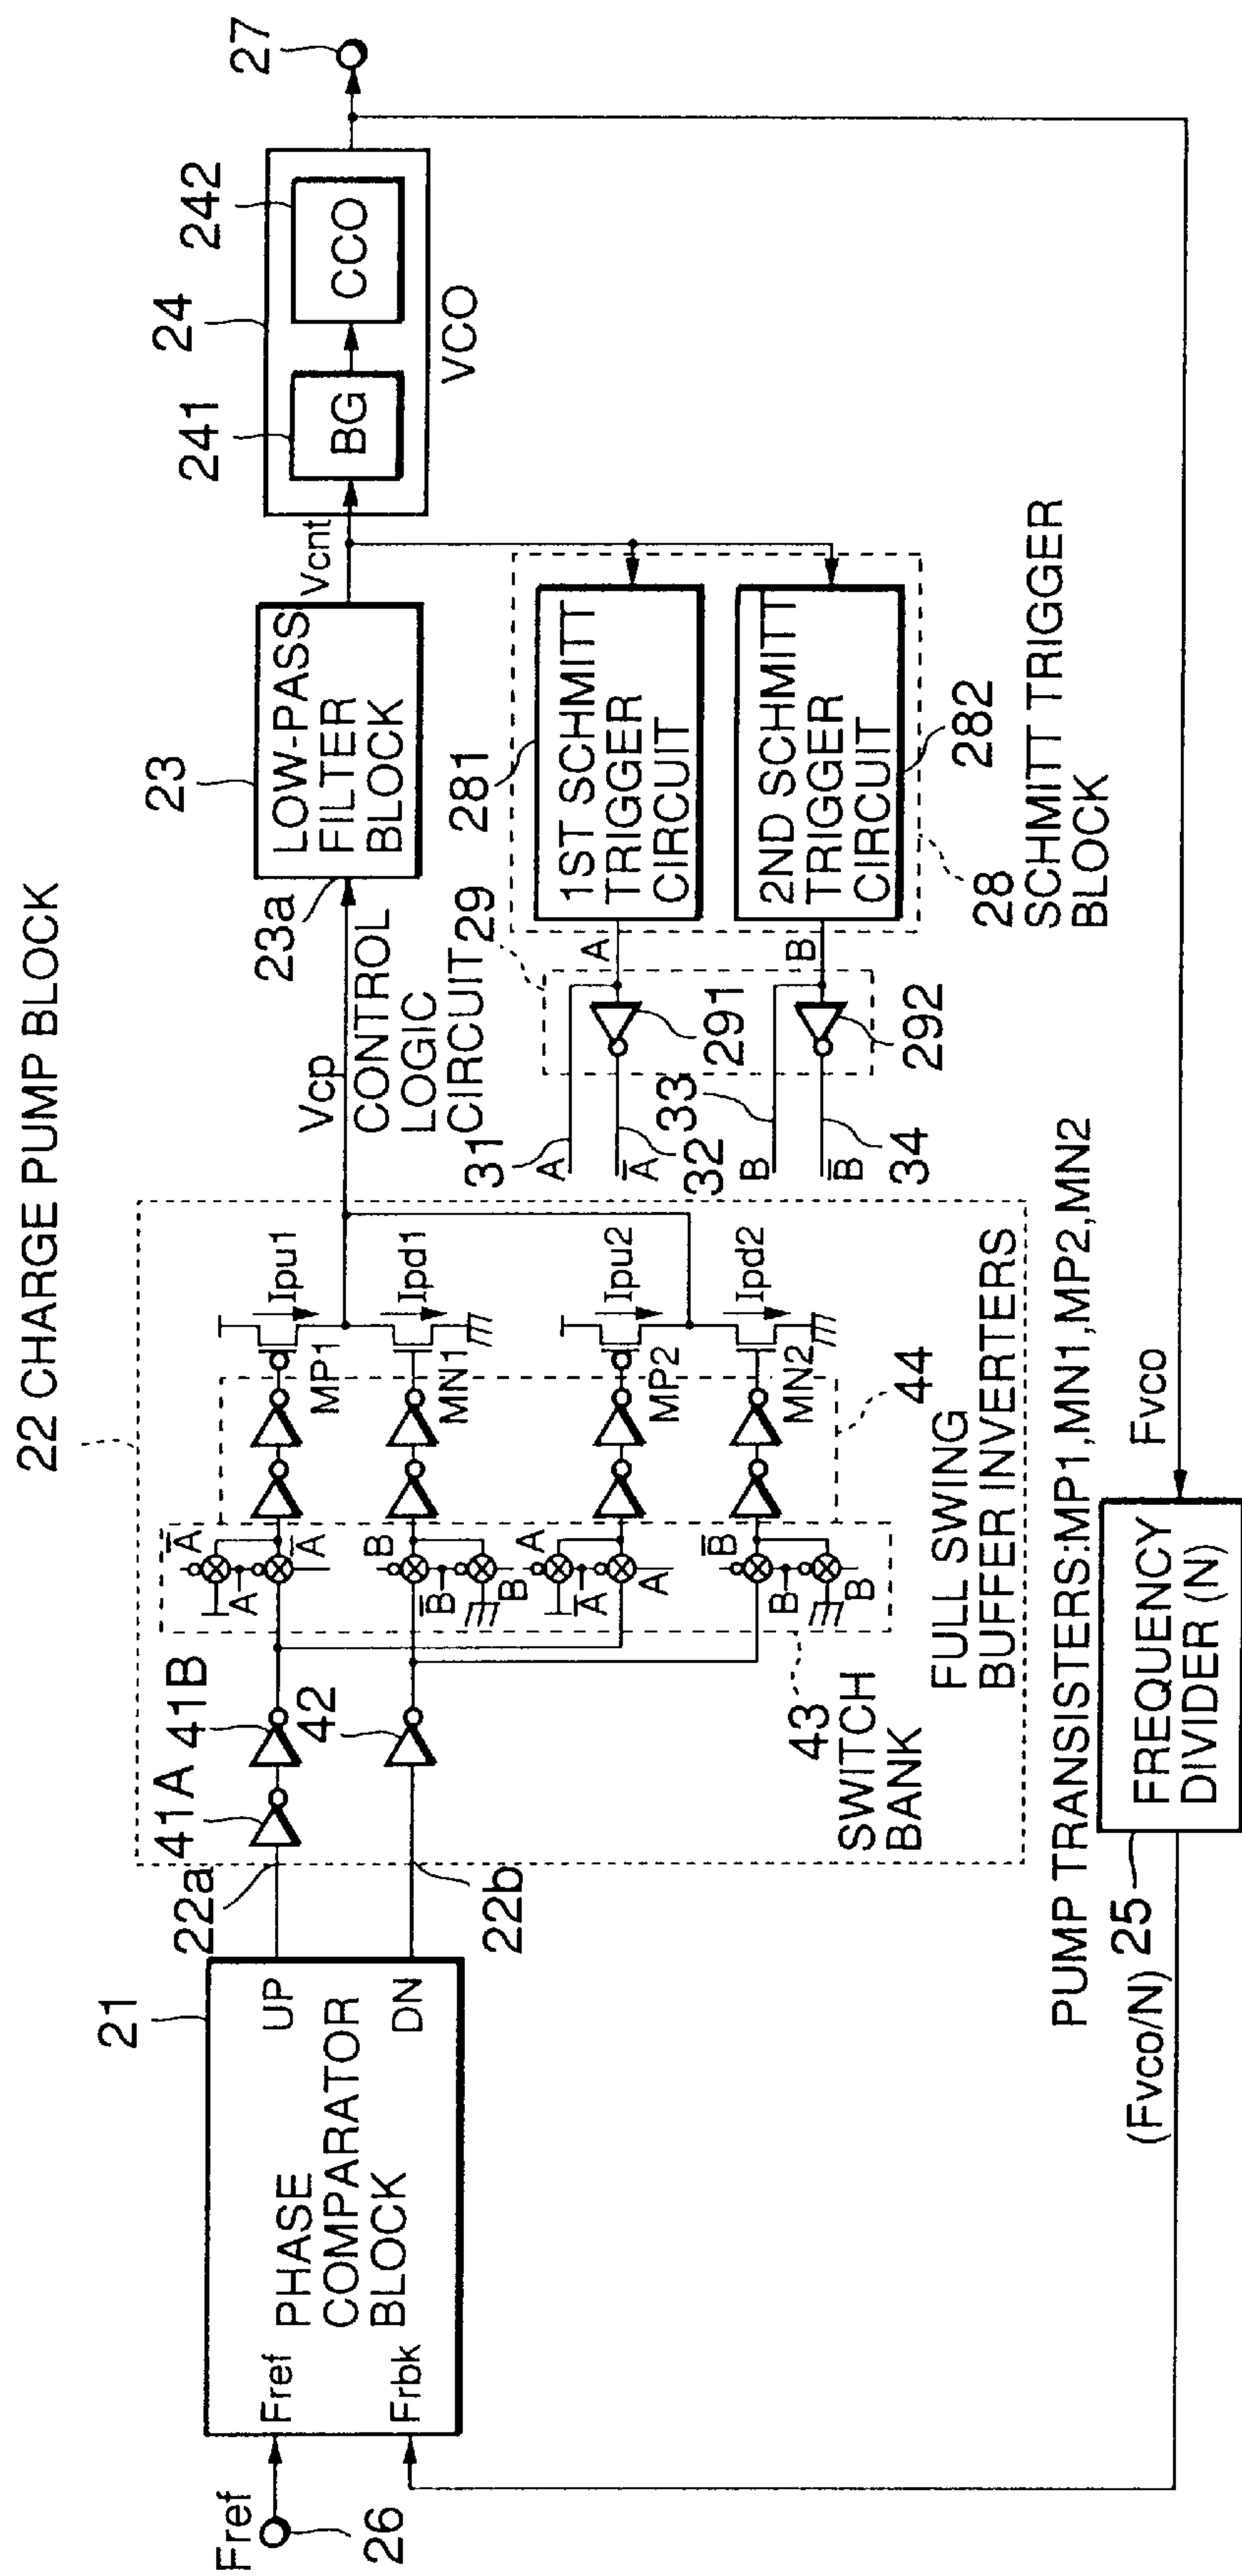 22 CHARGE PUMP BLOCK
Fref
26
21
Fref
Frbk
PHASE
COMPARATOR
BLOCK
UP
DN
22a
22b
41A
41B
42
43
SWITCH
BANK
A̅
A
A̅
B
B̅
B
A
A̅
A
B̅
B
B
44
FULL SWING
BUFFER INVERTERS
MP1
MN1
MP2
MN2
Ipu1
Ipd1
Ipu2
Ipd2
Vcp
23a
23
LOW-PASS
FILTER
BLOCK
Vcnt
CONTROL
LOGIC
CIRCUIT 29
31
A
A̅
32
33
B
B̅
34
291
292
A
B
281
1ST SCHMITT
TRIGGER
CIRCUIT
2ND SCHMITT
TRIGGER
CIRCUIT
282
28
SCHMITT TRIGGER
BLOCK
24
241
BG
242
CCO
VCO
27
PUMP TRANSISTERS:MP1,MN1,MP2,MN2
(Fvco/N)
25
FREQUENCY
DIVIDER (N)
Fvco